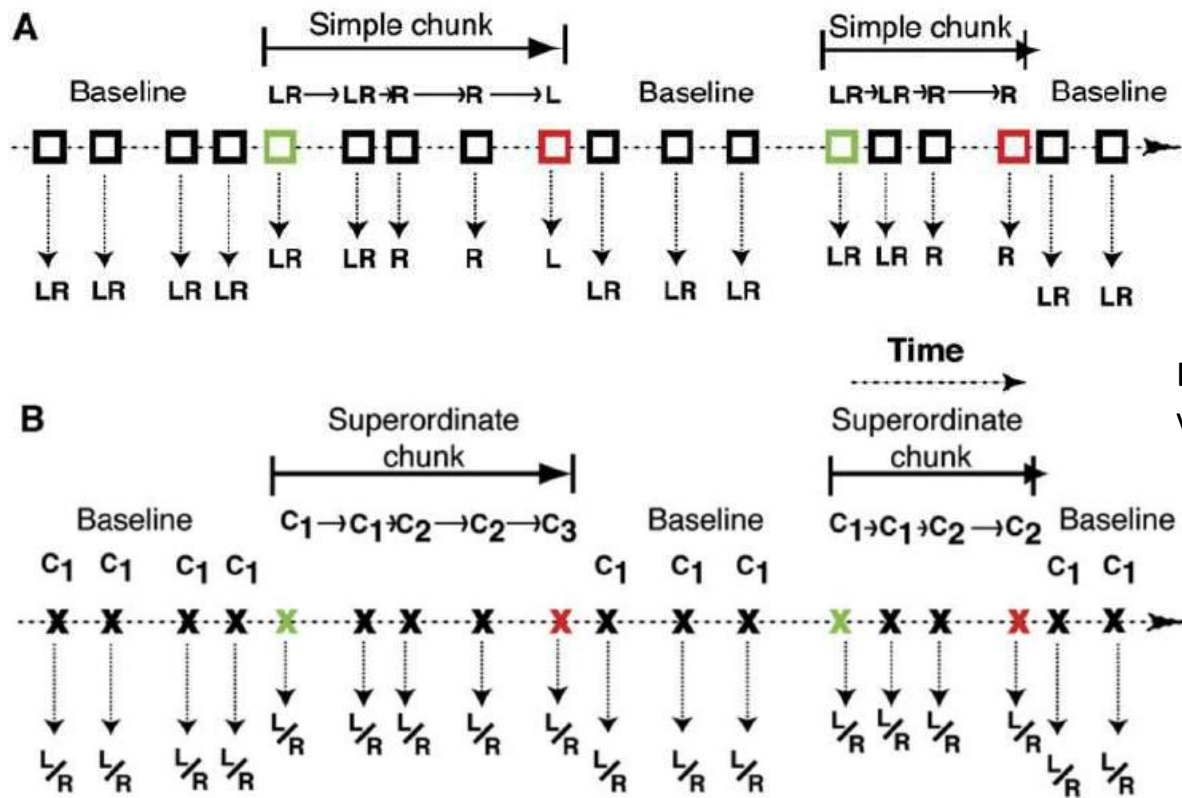 A
Simple chunk Simple chunk
Baseline LR→LR→R→R→L Baseline LR→LR→R→R Baseline
LR LR R R L LR LR R R
LR LR LR LR LR LR LR LR LR
Time
B
Superordinate chunk Superordinate chunk
Baseline C1→C1→C2→C2→C3 Baseline C1→C1→C2→C2 Baseline
C1 C1 C1 C1 C1 C1 C1 C1 C1
X X X X X X X X X X X X X X X X X X
L/R L/R L/R L/R L/R L/R L/R L/R L/R
L/R L/R L/R L/R L/R L/R L/R L/R L/R